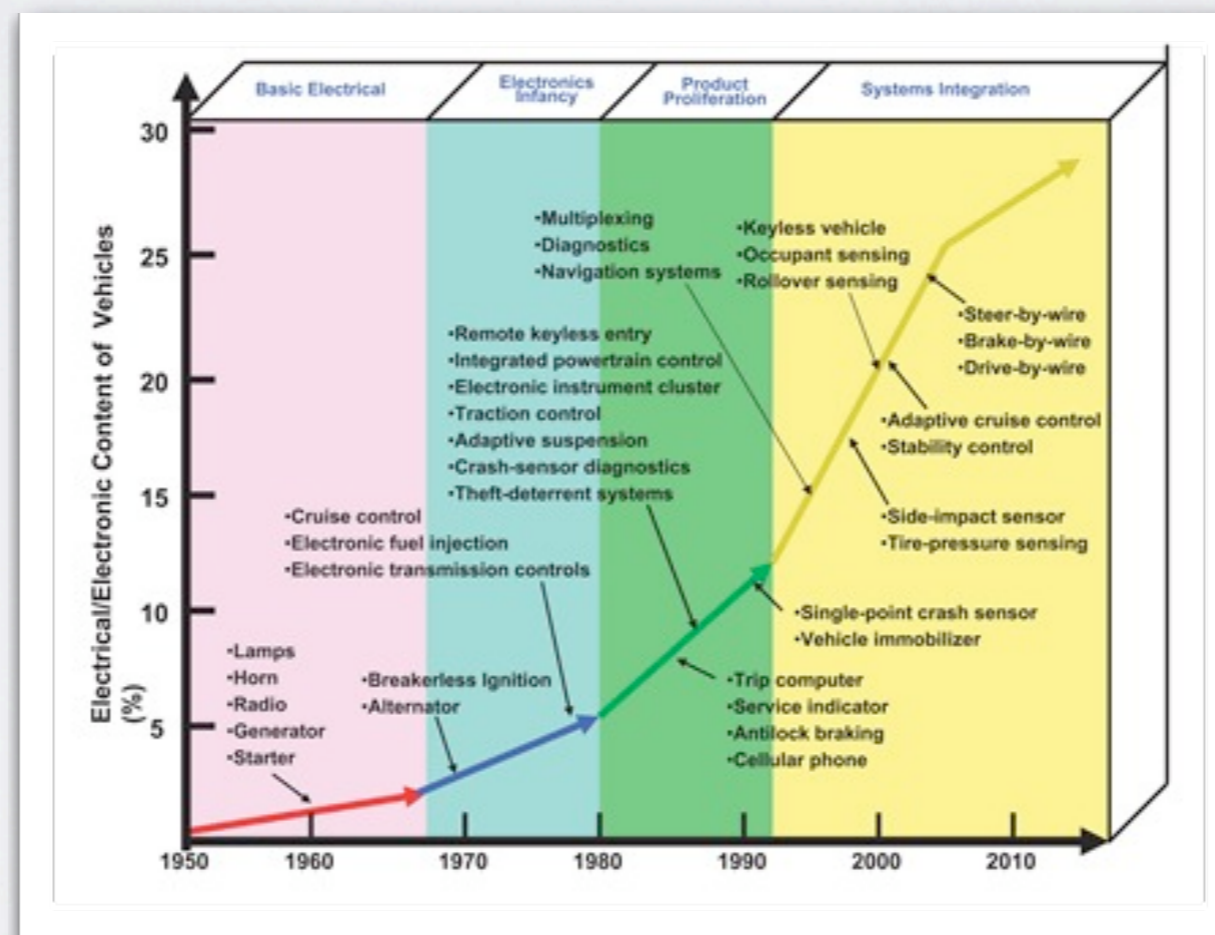 Basic Electrical
Electronics
Infancy
Product
Proliferation
Systems Integration
Electrical/Electronic Content of Vehicles
(%)
30
25
20
15
10
5
•Multiplexing
•Diagnostics
•Navigation systems
•Keyless vehicle
•Occupant sensing
•Rollover sensing
•Steer-by-wire
•Brake-by-wire
•Drive-by-wire
•Remote keyless entry
•Integrated powertrain control
•Electronic instrument cluster
•Traction control
•Adaptive suspension
•Crash-sensor diagnostics
•Theft-deterrent systems
•Adaptive cruise control
•Stability control
•Cruise control
•Electronic fuel injection
•Electronic transmission controls
•Side-impact sensor
•Tire-pressure sensing
•Single-point crash sensor
•Vehicle immobilizer
•Lamps
•Horn
•Radio
•Generator
•Starter
•Breakerless Ignition
•Alternator
•Trip computer
•Service indicator
•Antilock braking
•Cellular phone
1950 1960 1970 1980 1990 2000 2010